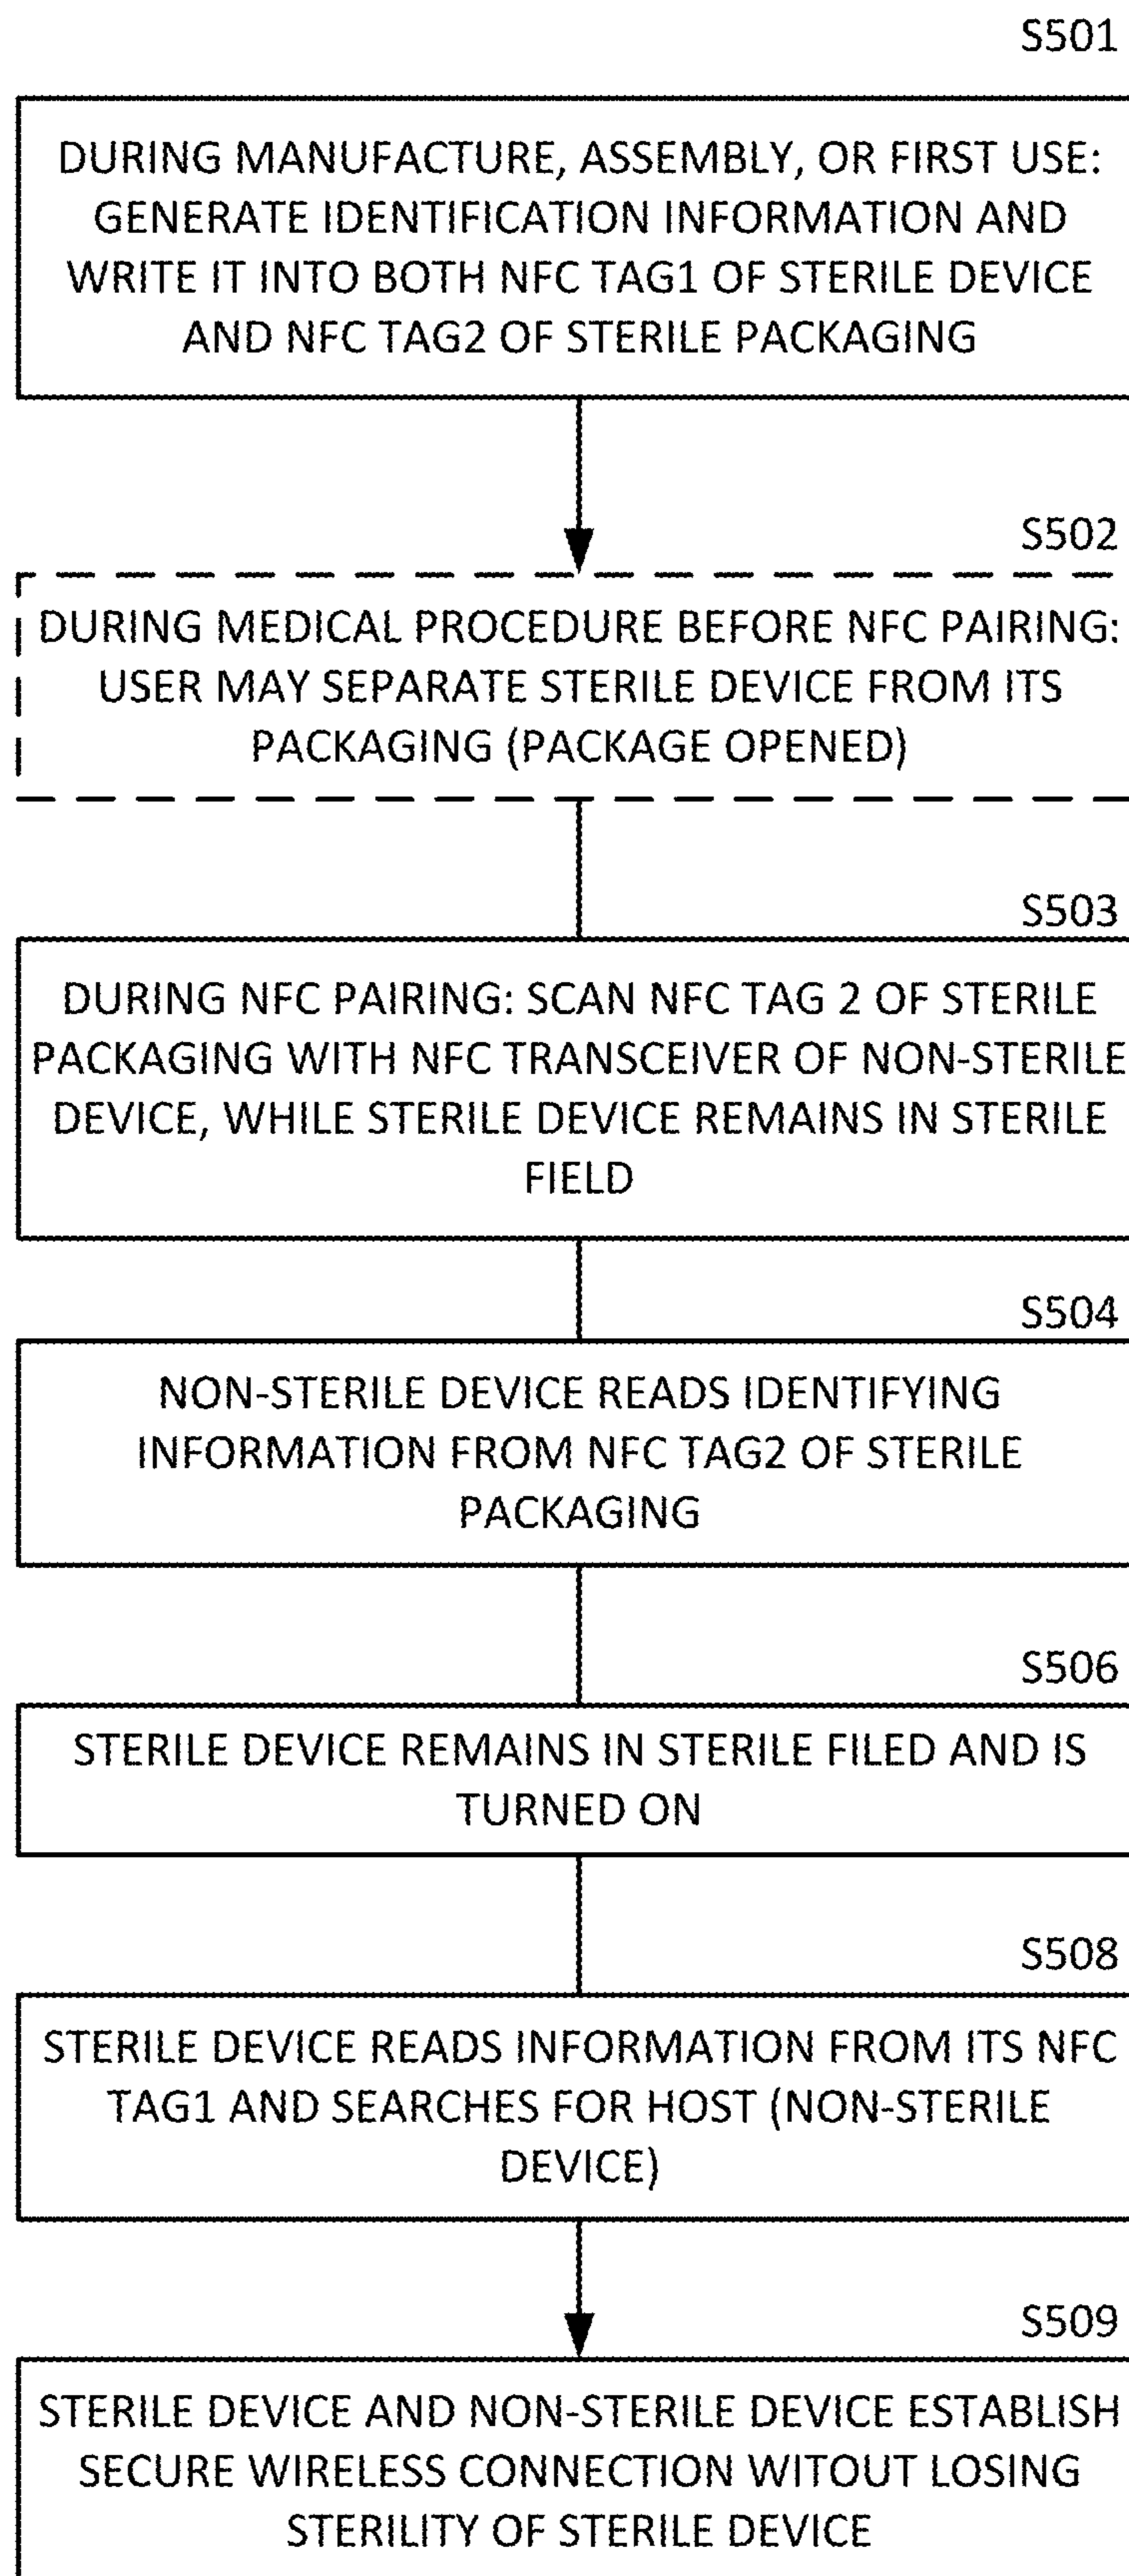 S501
DURING MANUFACTURE, ASSEMBLY, OR FIRST USE:
GENERATE IDENTIFICATION INFORMATION AND
WRITE IT INTO BOTH NFC TAG1 OF STERILE DEVICE
AND NFC TAG2 OF STERILE PACKAGING
S502
DURING MEDICAL PROCEDURE BEFORE NFC PAIRING:
USER MAY SEPARATE STERILE DEVICE FROM ITS
PACKAGING (PACKAGE OPENED)
S503
DURING NFC PAIRING: SCAN NFC TAG 2 OF STERILE
PACKAGING WITH NFC TRANSCEIVER OF NON-STERILE
DEVICE, WHILE STERILE DEVICE REMAINS IN STERILE
FIELD
S504
NON-STERILE DEVICE READS IDENTIFYING
INFORMATION FROM NFC TAG2 OF STERILE
PACKAGING
S506
STERILE DEVICE REMAINS IN STERILE FILED AND IS
TURNED ON
S508
STERILE DEVICE READS INFORMATION FROM ITS NFC
TAG1 AND SEARCHES FOR HOST (NON-STERILE
DEVICE)
S509
STERILE DEVICE AND NON-STERILE DEVICE ESTABLISH
SECURE WIRELESS CONNECTION WITOUT LOSING
STERILITY OF STERILE DEVICE